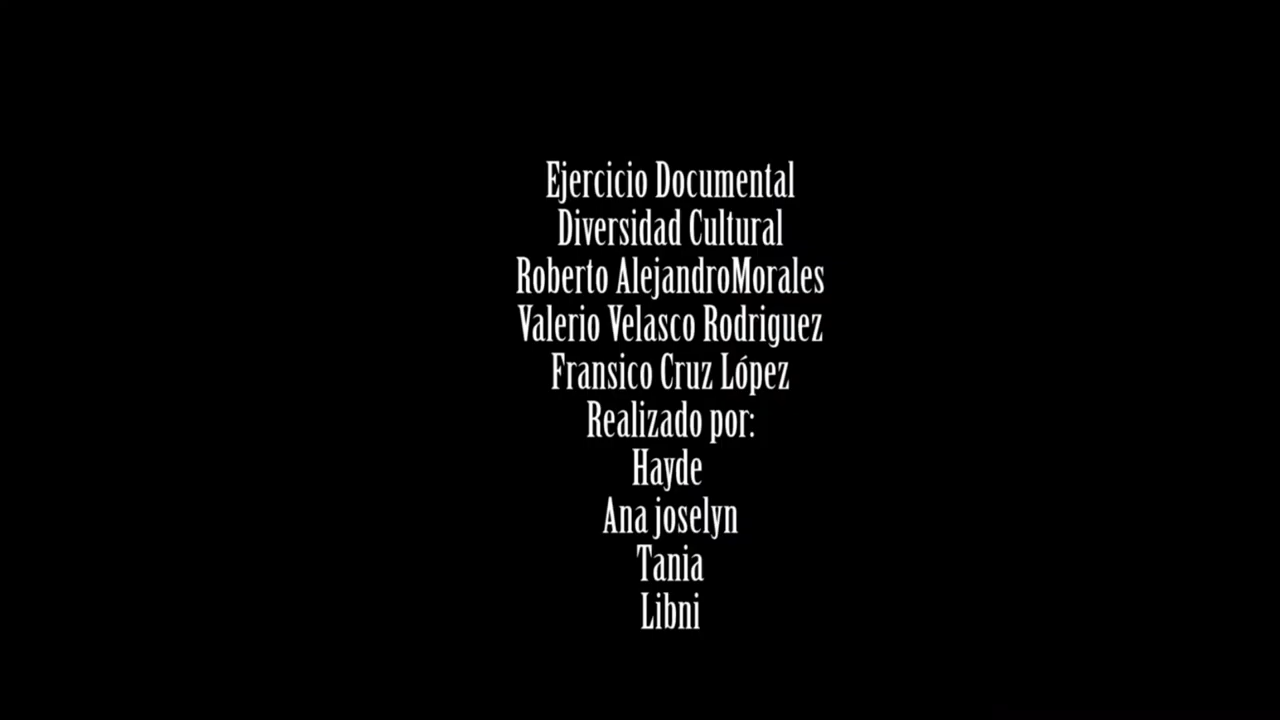 Ejercicio Documental
Diversidad Cultural
Roberto AlejandroMorales
Valerio Velasco Rodriguez
Fransico Cruz López
Realizado por:
Hayde
Ana joselyn
Tania
Libni